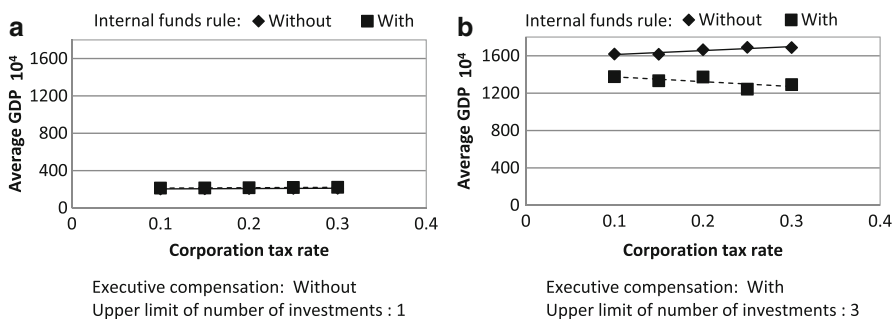 a
Internal funds rule: ◆ Without ■ With
Average GDP 10⁴
1600
1200
800
400
0
0 0.1 0.2 0.3 0.4
Corporation tax rate
Executive compensation: Without
Upper limit of number of investments : 1
b
Internal funds rule: ◆ Without ■ With
Average GDP 10⁴
1600
1200
800
400
0
0 0.1 0.2 0.3 0.4
Corporation tax rate
Executive compensation: With
Upper limit of number of investments : 3